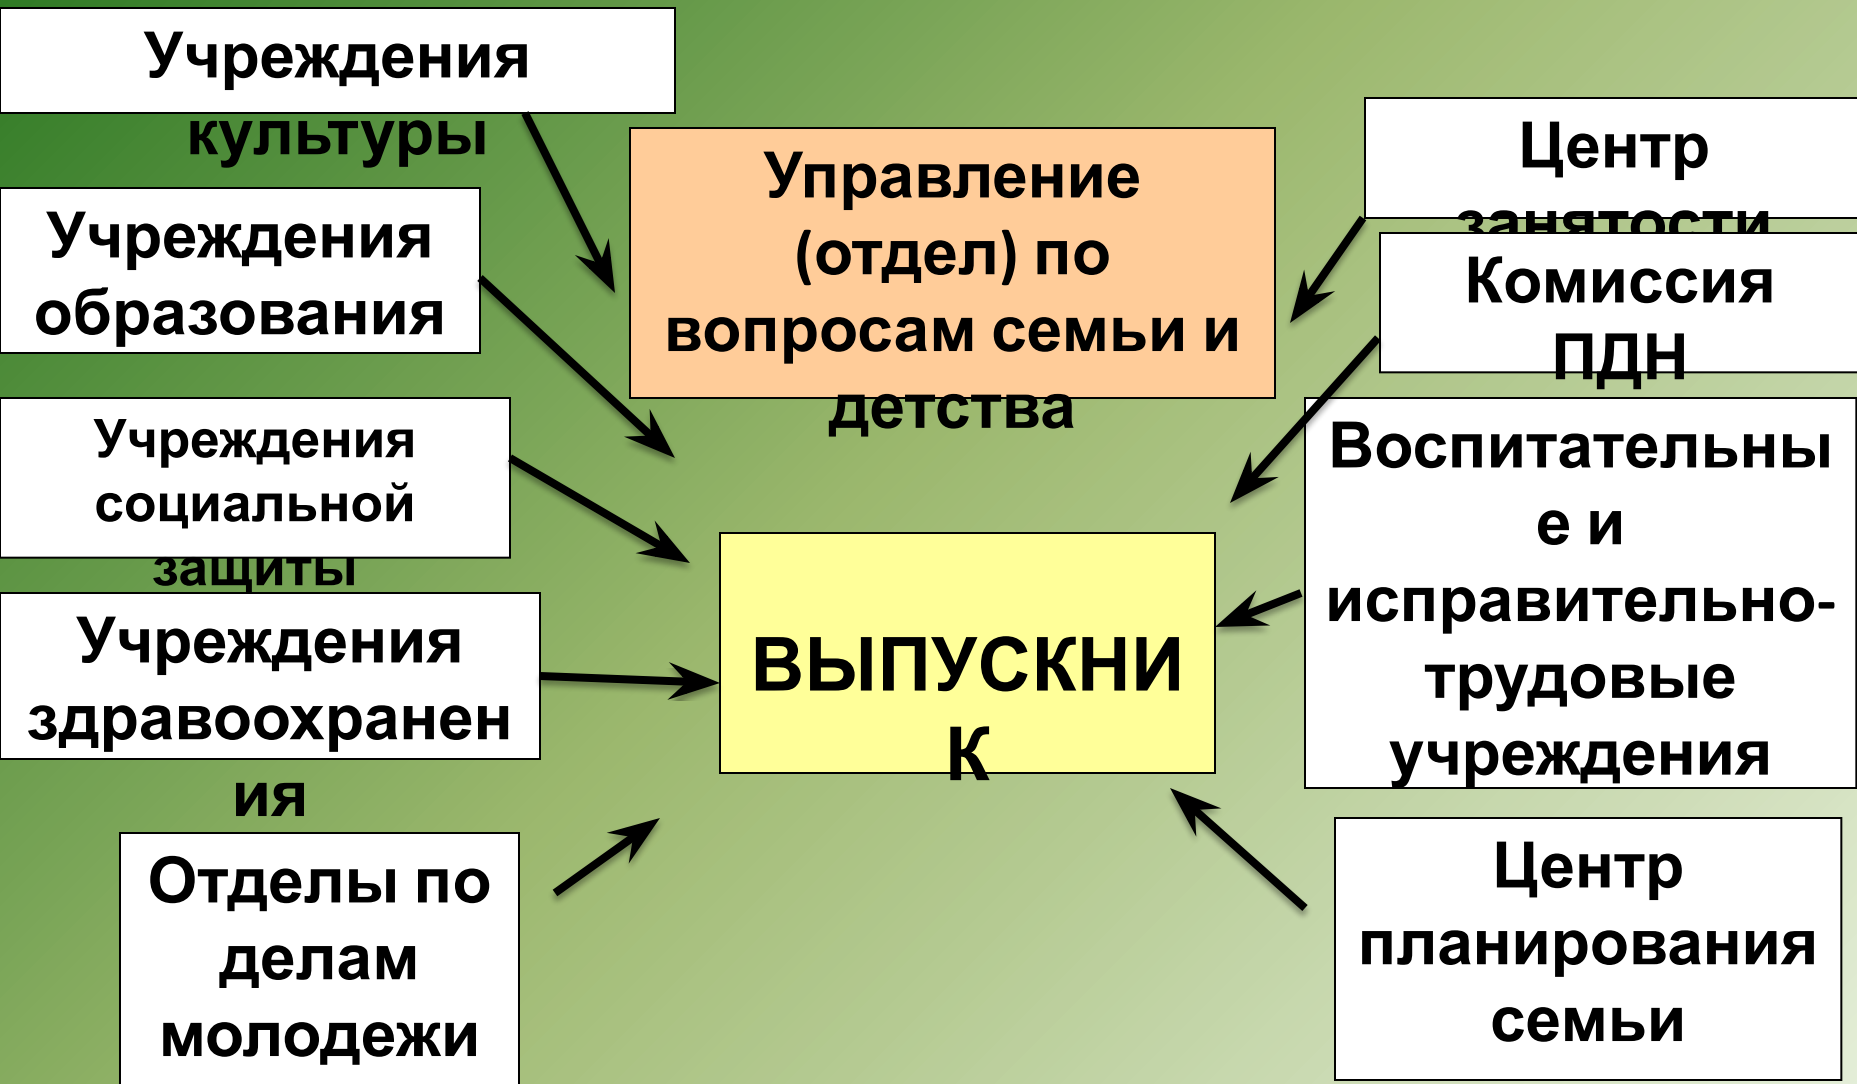 Учреждения
культуры
Учреждения
образования
Учреждения
социальной
защиты
Учреждения
здравоохранен
ия
Отделы по
делам
молодежи
Управление
(отдел) по
вопросам семьи и
детства
ВЫПУСКНИ
К
Центр
занятости
Комиссия
ПДН
Воспитательны
е и
исправительно-
трудовые
учреждения
Центр
планирования
семьи